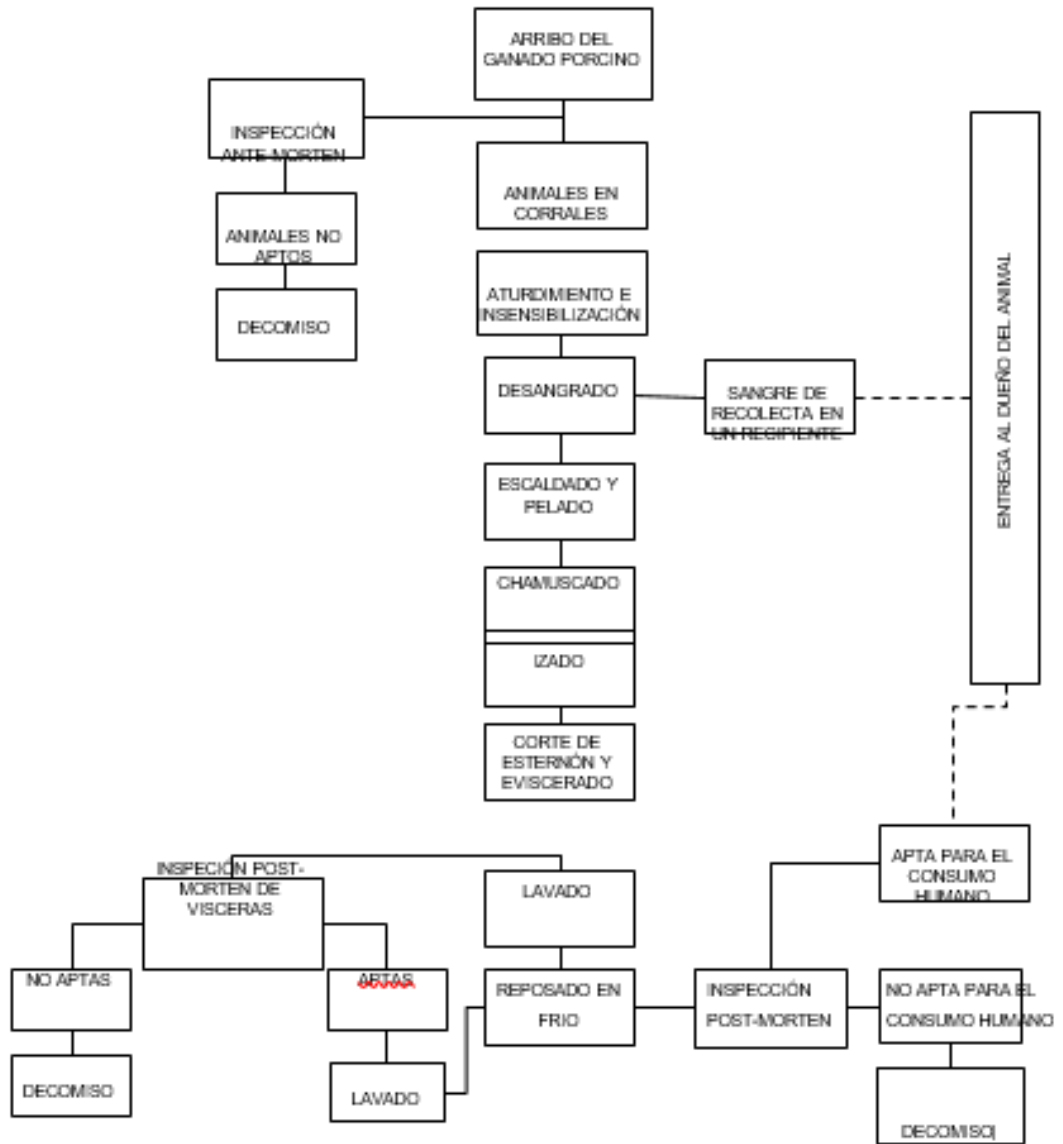 ARRIBO DEL
GANADO PORCINO
INSPECCIÓN
ANTE MORTEN
ANIMALES EN
CORRALES
ANIMALES NO
APTOS
DECOMISO
ATURDIMIENTO E
INSENSIBILIZACIÓN
DESANGRADO
SANGRE DE
RECOLECTA EN
UN RECIPIENTE
ENTREGA AL DUEÑO DEL ANIMAL
ESCALDADO Y
PELADO
CHAMUSCADO
IZADO
CORTE DE
ESTERNÓN Y
EVISCERADO
INSPECIÓN POST-
MORTEN DE
VISCERAS
LAVADO
APTA PARA EL
CONSUMO
HUMANO
NO APTAS
APTAS
REPOSADO EN
FRIO
INSPECCIÓN
POST-MORTEN
NO APTA PARA EL
CONSUMO HUMANO
DECOMISO
LAVADO
DECOMISO